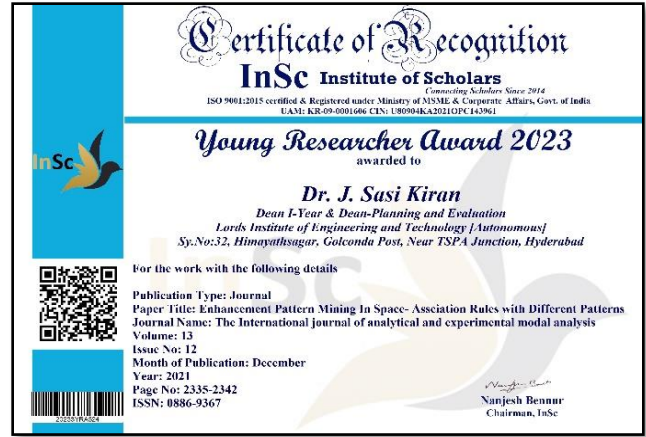 Certificate of Recognition
InSc Institute of Scholars
Connecting Scholars Since 2014
ISO 9001:2015 certified & Registered under Ministry of MSME & Corporate Affairs, Govt. of India
UAM: KR-09-0001606 CIN: U80904KA2021OPC143961
Young Researcher Award 2023
awarded to
InSc
Dr. J. Sasi Kiran
Dean I-Year & Dean-Planning and Evaluation
Lords Institute of Engineering and Technology [Autonomous]
Sy.No:32, Himayathsagar, Golconda Post, Near TSPA Junction, Hyderabad
InSc
For the work with the following details
Publication Type: Journal
Paper Title: Enhancement Pattern Mining In Space- Assciation Rules with Different Patterns
Journal Name: The International journal of analytical and experimental modal analysis
Volume: 13
Issue No: 12
Month of Publication: December
Year: 2021
Page No: 2335-2342
ISSN: 0886-9367
Nanjesh Bennur
Chairman, InSc